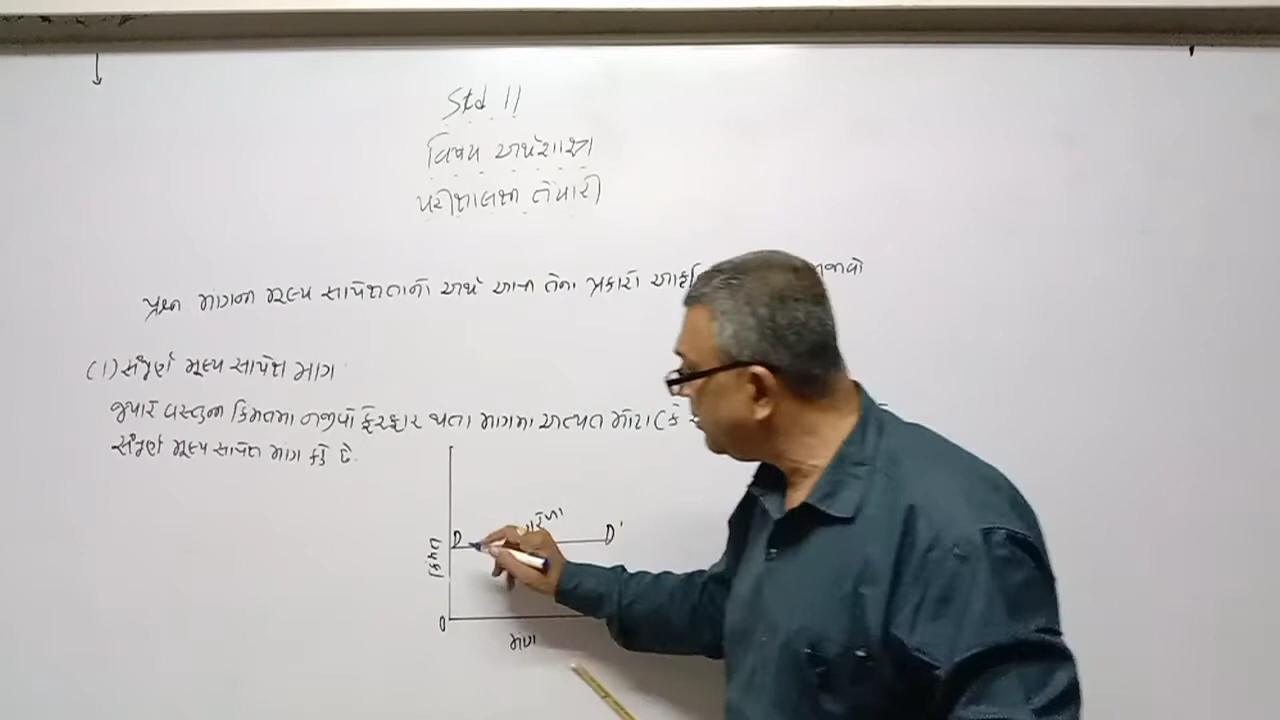 Std 11
વિષય અર્થશાસ્ત્ર
પરીક્ષાલક્ષી તૈયારી
પ્રશ્ન માંગની મૂલ્ય સાપેક્ષતાનો અર્થ આપી તેના પ્રકારો
(1) સંપૂર્ણ મૂલ્ય સાપેક્ષ માંગ
જ્યારે વસ્તુની કિંમતમા નજીવો ફેરફાર થતા માંગમા અત્યંત મોટો (કે
સંપૂર્ણ મૂલ્ય સાપેક્ષ માંગ કહે છે.
D
D'
કિંમત
0
માંગ